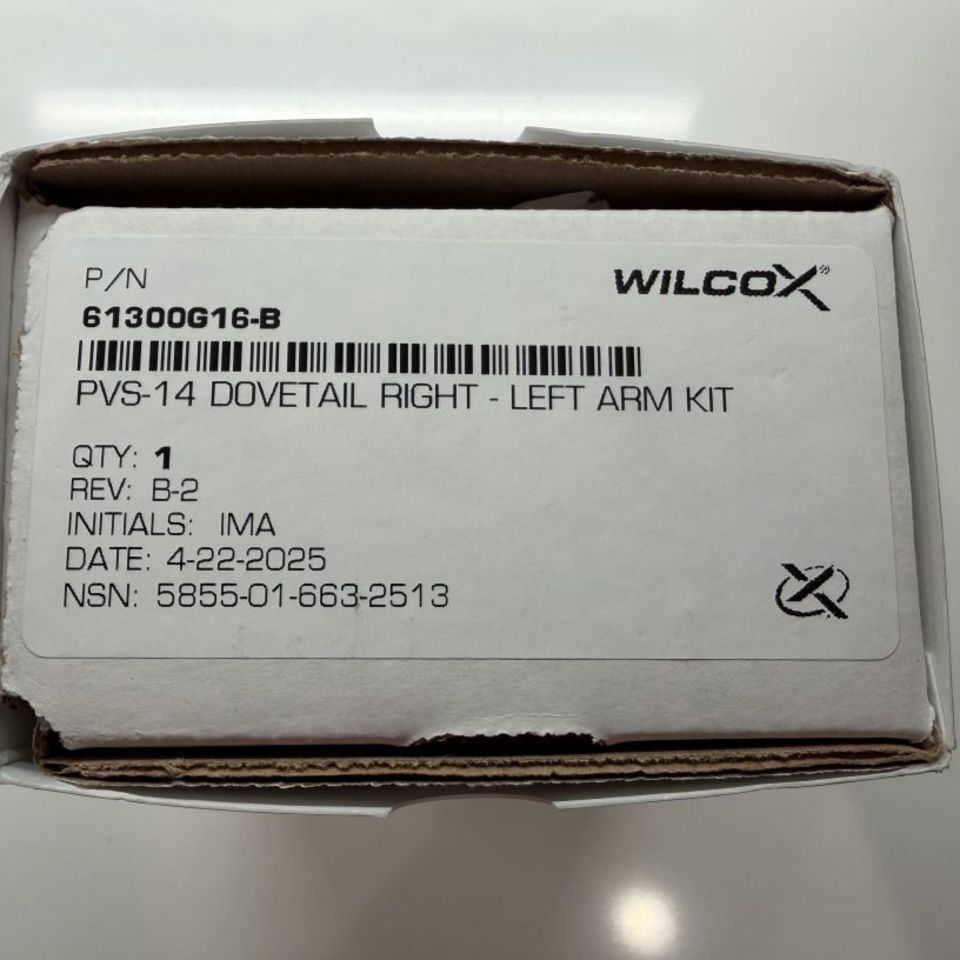 P/N
WILCOX®
61300G16-B
PVS-14 DOVETAIL RIGHT - LEFT ARM KIT
QTY: 1
REV: B-2
INITIALS: IMA
DATE: 4-22-2025
NSN: 5855-01-663-2513